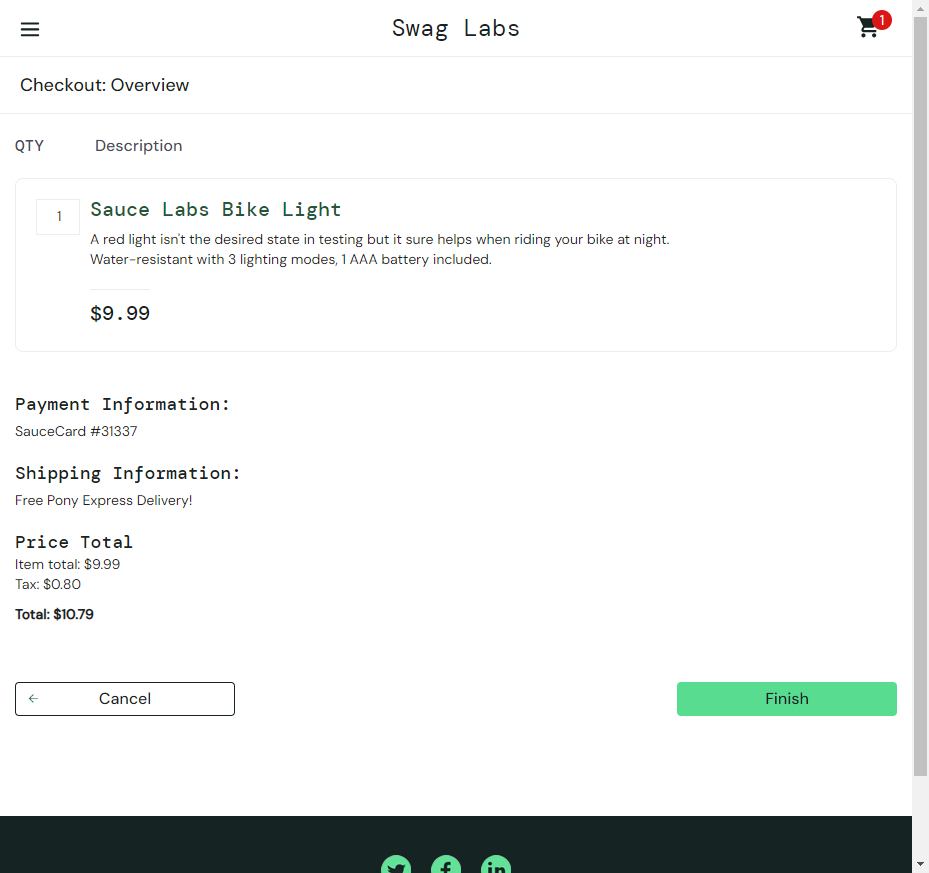 Swag Labs
1
Checkout: Overview
QTY Description
1
Sauce Labs Bike Light
A red light isn't the desired state in testing but it sure helps when riding your bike at night.
Water-resistant with 3 lighting modes, 1 AAA battery included.
$9.99
Payment Information:
SauceCard #31337
Shipping Information:
Free Pony Express Delivery!
Price Total
Item total: $9.99
Tax: $0.80
Total: $10.79
Cancel
Finish